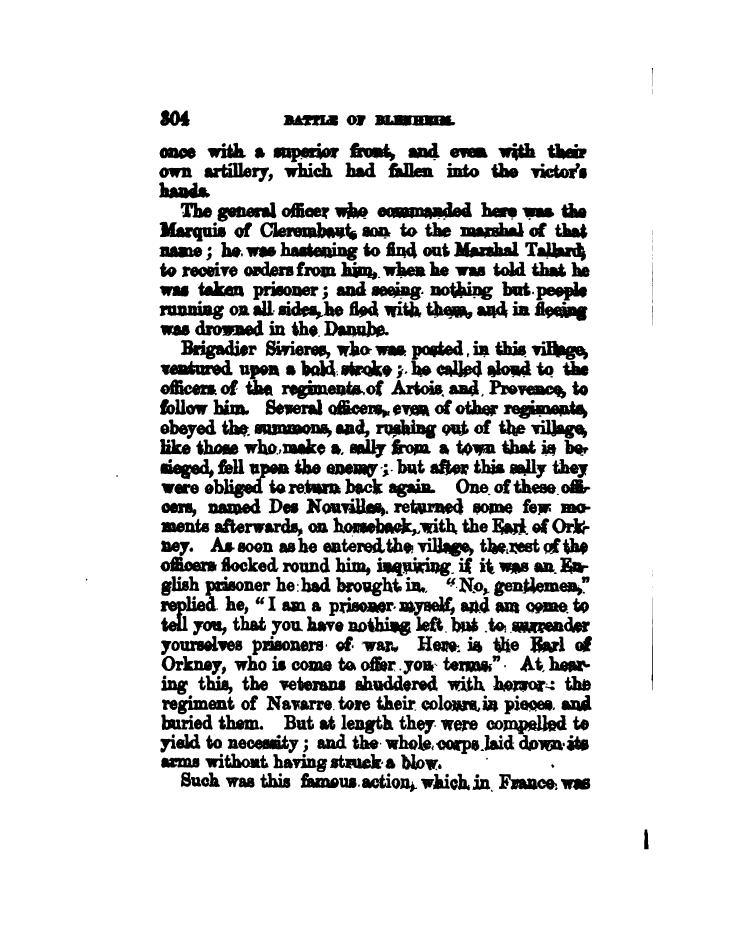 304 BATTLE OF BLENHEIM.
once with a superior front, and even with their
own artillery, which had fallen into the victor's
hands.
The general officer who commanded here was the
Marquis of Clerembaut, son to the marshal of that
name; he was hastening to find out Marshal Tallard,
to receive orders from him, when he was told that he
was taken prisoner; and seeing nothing but people
running on all sides, he fled with them, and in fleeing
was drowned in the Danube.
Brigadier Sivieres, who was posted in this village,
ventured upon a bold stroke; he called aloud to the
officers of the regiments of Artois and Provence, to
follow him. Several officers, even of other regiments,
obeyed the summons, and, rushing out of the village,
like those who make a sally from a town that is be-
sieged, fell upon the enemy; but after this sally they
were obliged to return back again. One of these offi-
cers, named Des Nouvilles, returned some few mo-
ments afterwards, on horseback, with the Earl of Ork-
ney. As soon as he entered the village, the rest of the
officers flocked round him, inquiring if it was an En-
glish prisoner he had brought in. "No, gentlemen,"
replied he, "I am a prisoner myself, and am come to
tell you, that you have nothing left but to surrender
yourselves prisoners of war. Here is the Earl of
Orkney, who is come to offer you terms." At hear-
ing this, the veterans shuddered with horror: the
regiment of Navarre tore their colours in pieces and
buried them. But at length they were compelled to
yield to necessity; and the whole corps laid down its
arms without having struck a blow.
Such was this famous action, which in France was